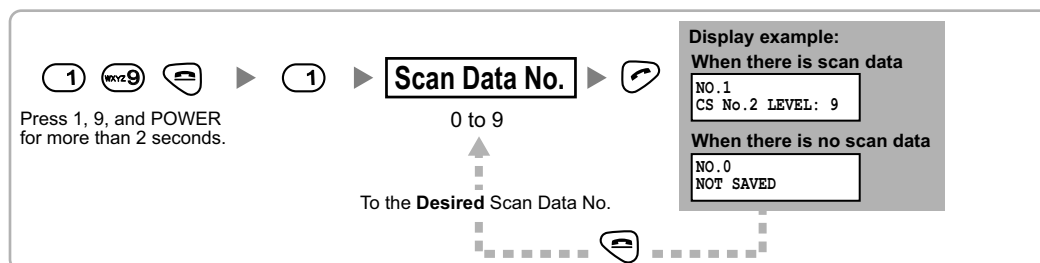 Display example:
When there is scan data
1) wxyz9) 1) Scan Data No.
NO.1
CS No.2 LEVEL: 9
Press 1, 9, and POWER
for more than 2 seconds.
0 to 9
When there is no scan data
NO.0
NOT SAVED
To the Desired Scan Data No.